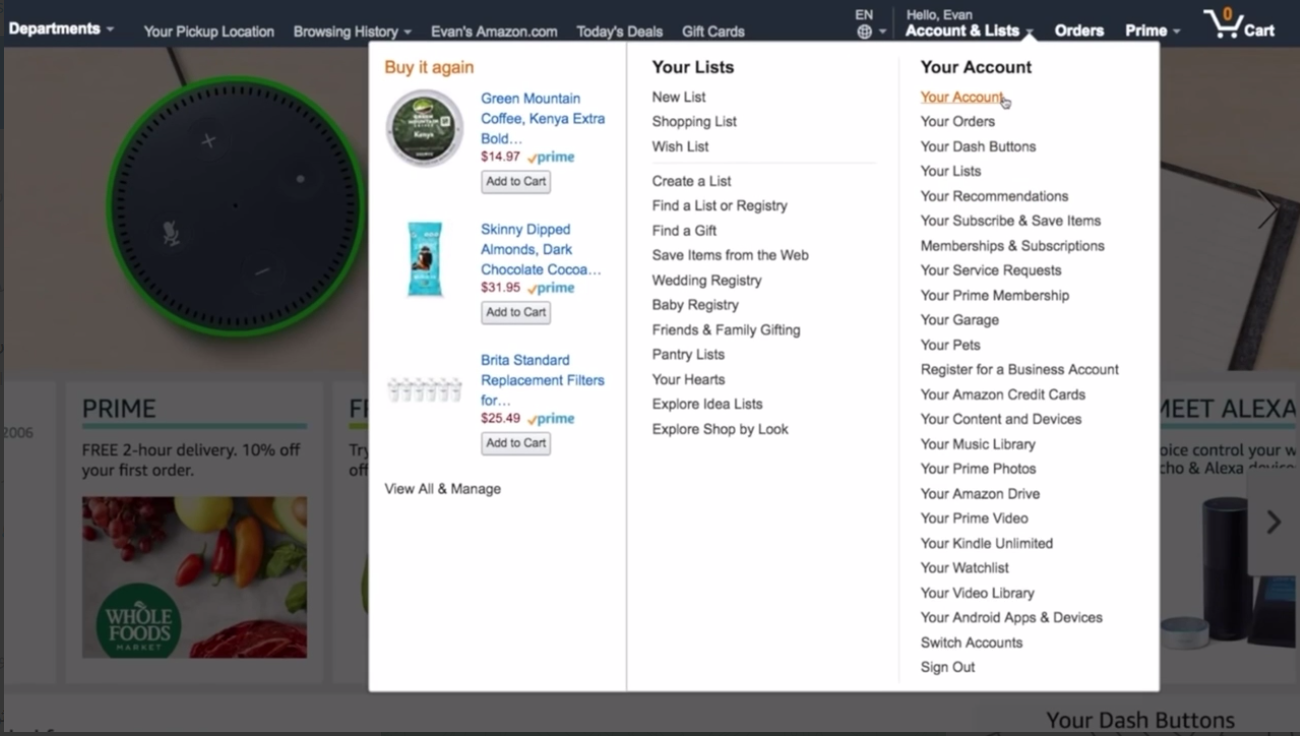 Departments
Your Pickup Location
Browsing History
Evan's Amazon.com
Today's Deals
Gift Cards
EN
Hello, Evan
Account & Lists
Orders
Prime
0
Cart
Buy it again
Green Mountain
Coffee, Kenya Extra
Bold…
$14.97 prime
Add to Cart
Skinny Dipped
Almonds, Dark
Chocolate Cocoa…
$31.95 prime
Add to Cart
Brita Standard
Replacement Filters
for…
$25.49 prime
Add to Cart
View All & Manage
Your Lists
New List
Shopping List
Wish List
Create a List
Find a List or Registry
Find a Gift
Save Items from the Web
Wedding Registry
Baby Registry
Friends & Family Gifting
Pantry Lists
Your Hearts
Explore Idea Lists
Explore Shop by Look
Your Account
Your Account
Your Orders
Your Dash Buttons
Your Lists
Your Recommendations
Your Subscribe & Save Items
Memberships & Subscriptions
Your Service Requests
Your Prime Membership
Your Garage
Your Pets
Register for a Business Account
Your Amazon Credit Cards
Your Content and Devices
Your Music Library
Your Prime Photos
Your Amazon Drive
Your Prime Video
Your Kindle Unlimited
Your Watchlist
Your Video Library
Your Android Apps & Devices
Switch Accounts
Sign Out
2006
PRIME
FREE 2-hour delivery. 10% off
your first order.
WHOLE
FOODS
MARKET
MEET ALEXA
control your
& Alexa
Your Dash Buttons